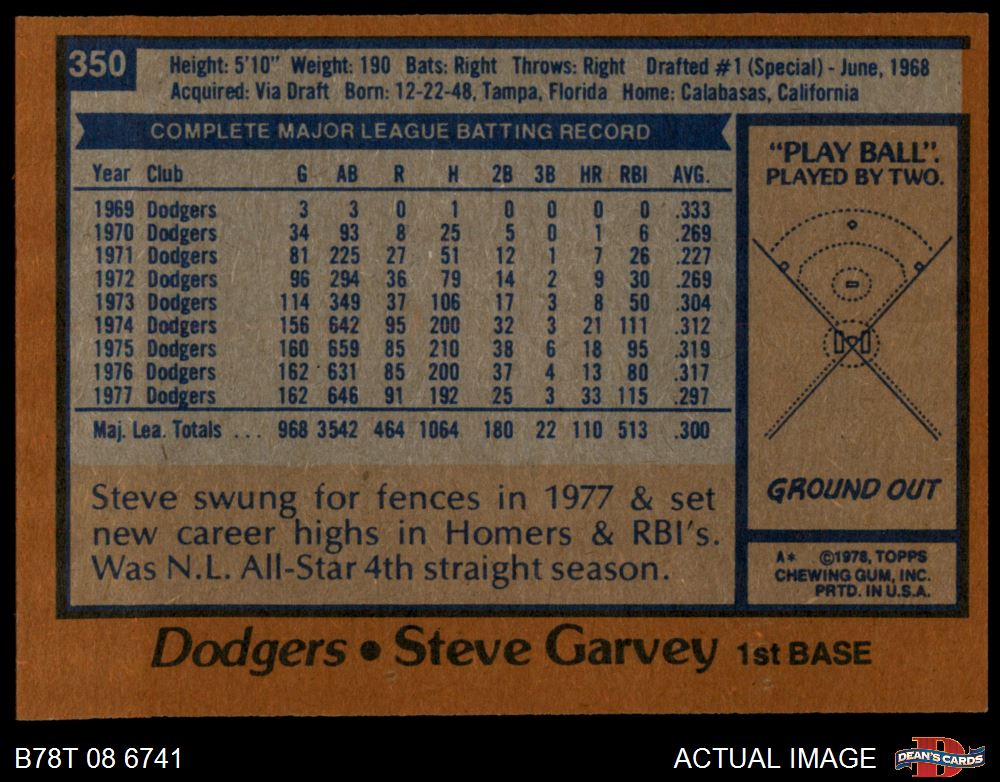 350
Height: 5'10" Weight: 190 Bats: Right Throws: Right Drafted #1 (Special) - June, 1968
Acquired: Via Draft Born: 12-22-48, Tampa, Florida Home: Calabasas, California
COMPLETE MAJOR LEAGUE BATTING RECORD
Year Club G AB R H 2B 3B HR RBI AVG.
1969 Dodgers 3 3 0 1 0 0 0 0 .333
1970 Dodgers 34 93 8 25 5 0 1 6 .269
1971 Dodgers 81 225 27 51 12 1 7 26 .227
1972 Dodgers 96 294 36 79 14 2 9 30 .269
1973 Dodgers 114 349 37 106 17 3 8 50 .304
1974 Dodgers 156 642 95 200 32 3 21 111 .312
1975 Dodgers 160 659 85 210 38 6 18 95 .319
1976 Dodgers 162 631 85 200 37 4 13 80 .317
1977 Dodgers 162 646 91 192 25 3 33 115 .297
Maj. Lea. Totals ... 968 3542 464 1064 180 22 110 513 .300
Steve swung for fences in 1977 & set
new career highs in Homers & RBI's.
Was N.L. All-Star 4th straight season.
"PLAY BALL".
PLAYED BY TWO.
GROUND OUT
A* ©1978, TOPPS
CHEWING GUM, INC.
PRTD. IN U.S.A.
Dodgers • Steve Garvey 1st BASE
B78T 08 6741
ACTUAL IMAGE
D
DEAN'S CARDS